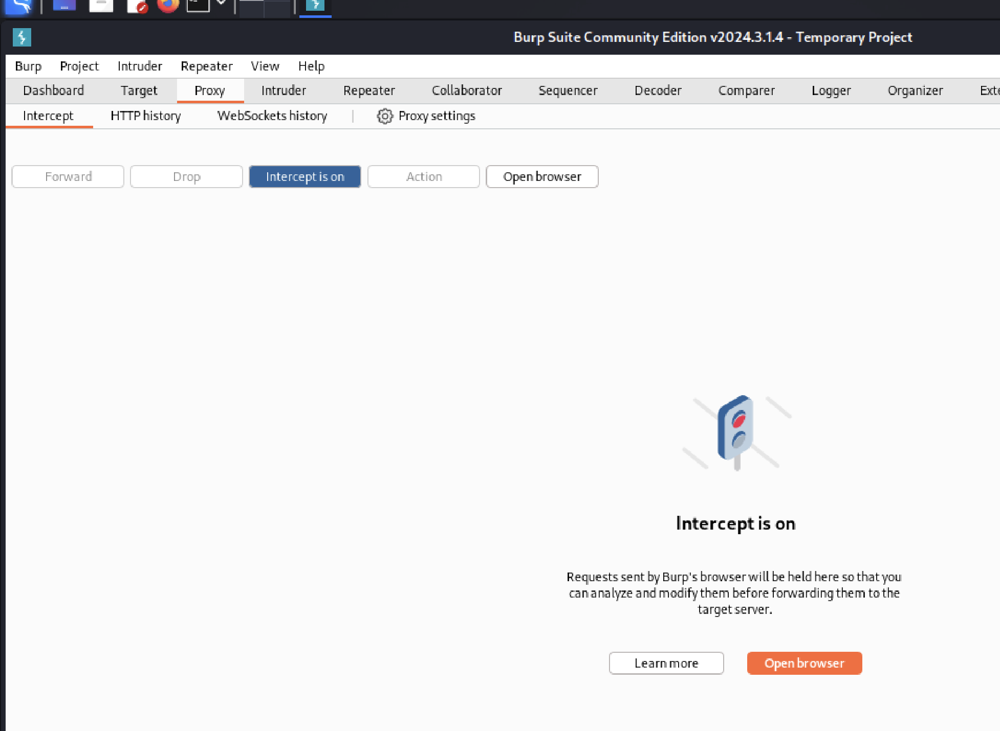 Burp Suite Community Edition v2024.3.1.4 - Temporary Project
Burp Project Intruder Repeater View Help
Dashboard Target Proxy Intruder Repeater Collaborator Sequencer Decoder Comparer Logger Organizer
Intercept HTTP history WebSockets history Proxy settings
Forward Drop Intercept is on Action Open browser
Intercept is on
Requests sent by Burp's browser will be held here so that you
can analyze and modify them before forwarding them to the
target server.
Learn more Open browser